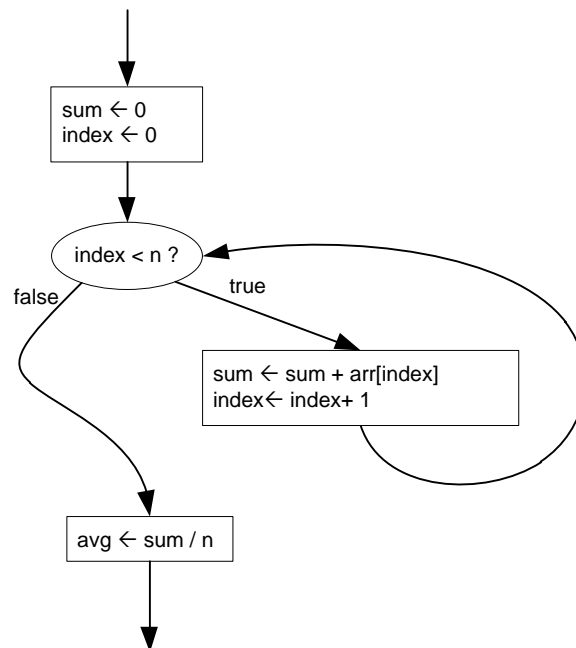 sum ← 0
index ← 0
index < n ?
false
true
sum ← sum + arr[index]
index← index+ 1
avg ← sum / n